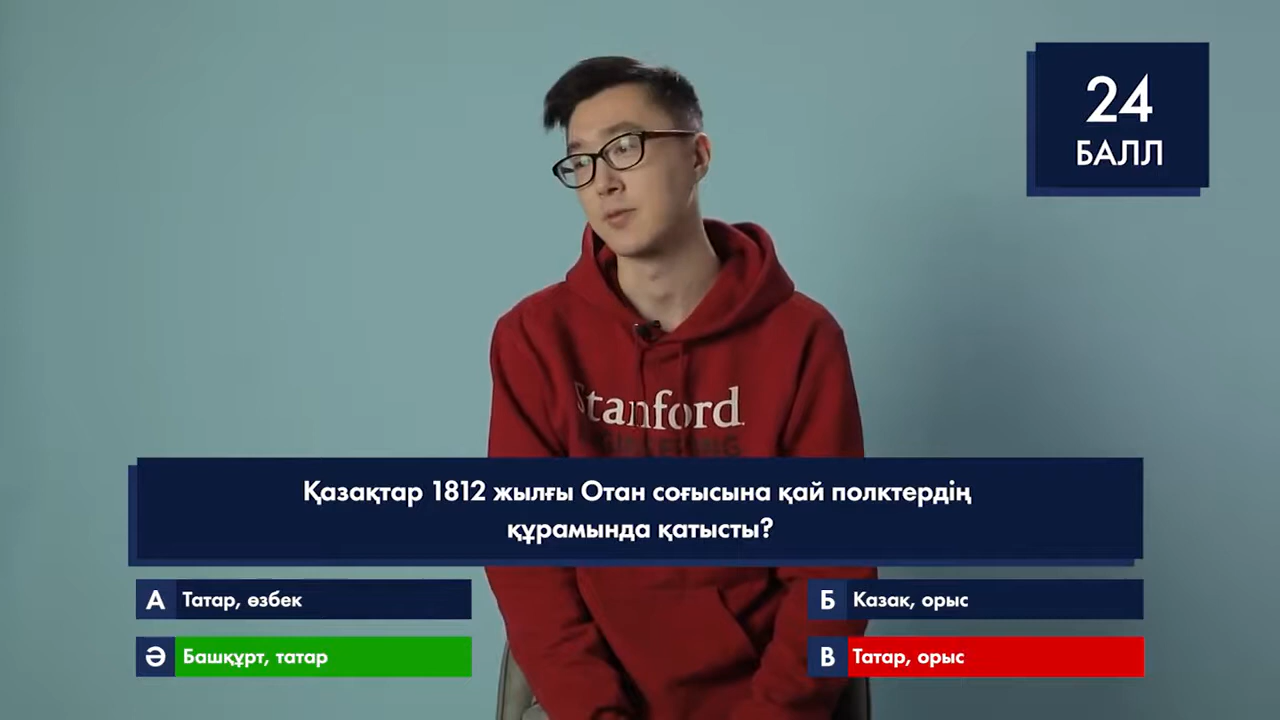 24
БАЛЛ
Stanford
Қазақтар 1812 жылғы Отан соғысына қай полктердің
құрамында қатысты?
А Татар, өзбек
Б Казак, орыс
Ә Башқұрт, татар
В Татар, орыс